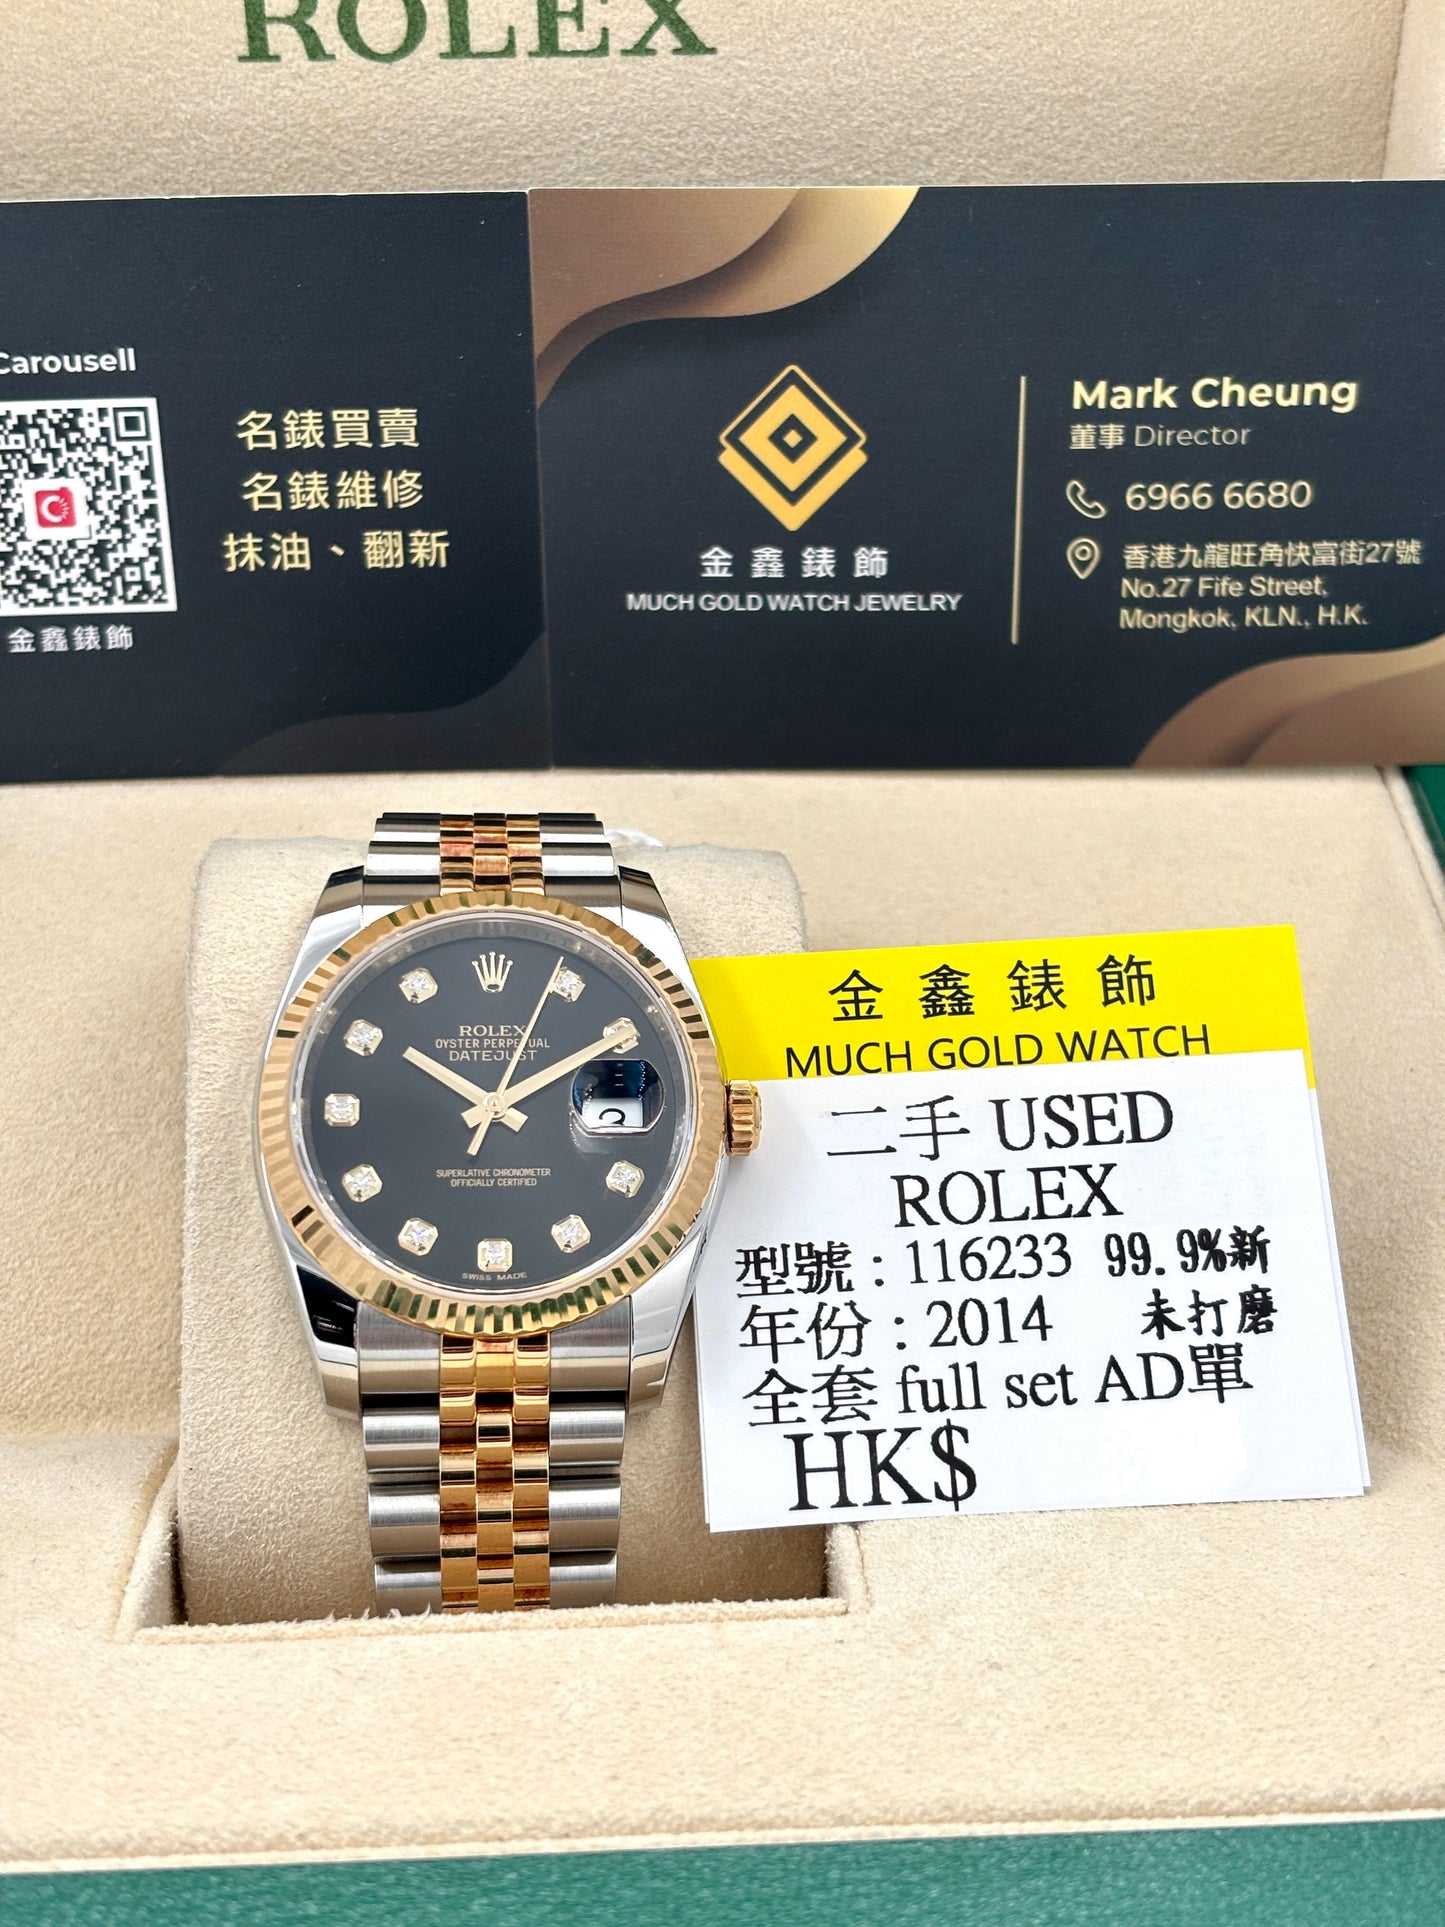 ROLEX
Carousell
名錶買賣
名錶維修
抹油、翻新
金鑫錶飾
金鑫錶飾
MUCH GOLD WATCH JEWELRY
Mark Cheung
董事 Director
6966 6680
香港九龍旺角快富街27號
No.27 Fife Street,
Mongkok, KLN., H.K.
ROLEX
OYSTER PERPETUAL
DATEJUST
3
SUPERLATIVE CHRONOMETER
OFFICIALLY CERTIFIED
SWISS MADE
金鑫錶飾
MUCH GOLD WATCH
二手 USED
ROLEX
型號：116233 99.9%新
年份：2014 未打磨
全套 full set AD單
HK$